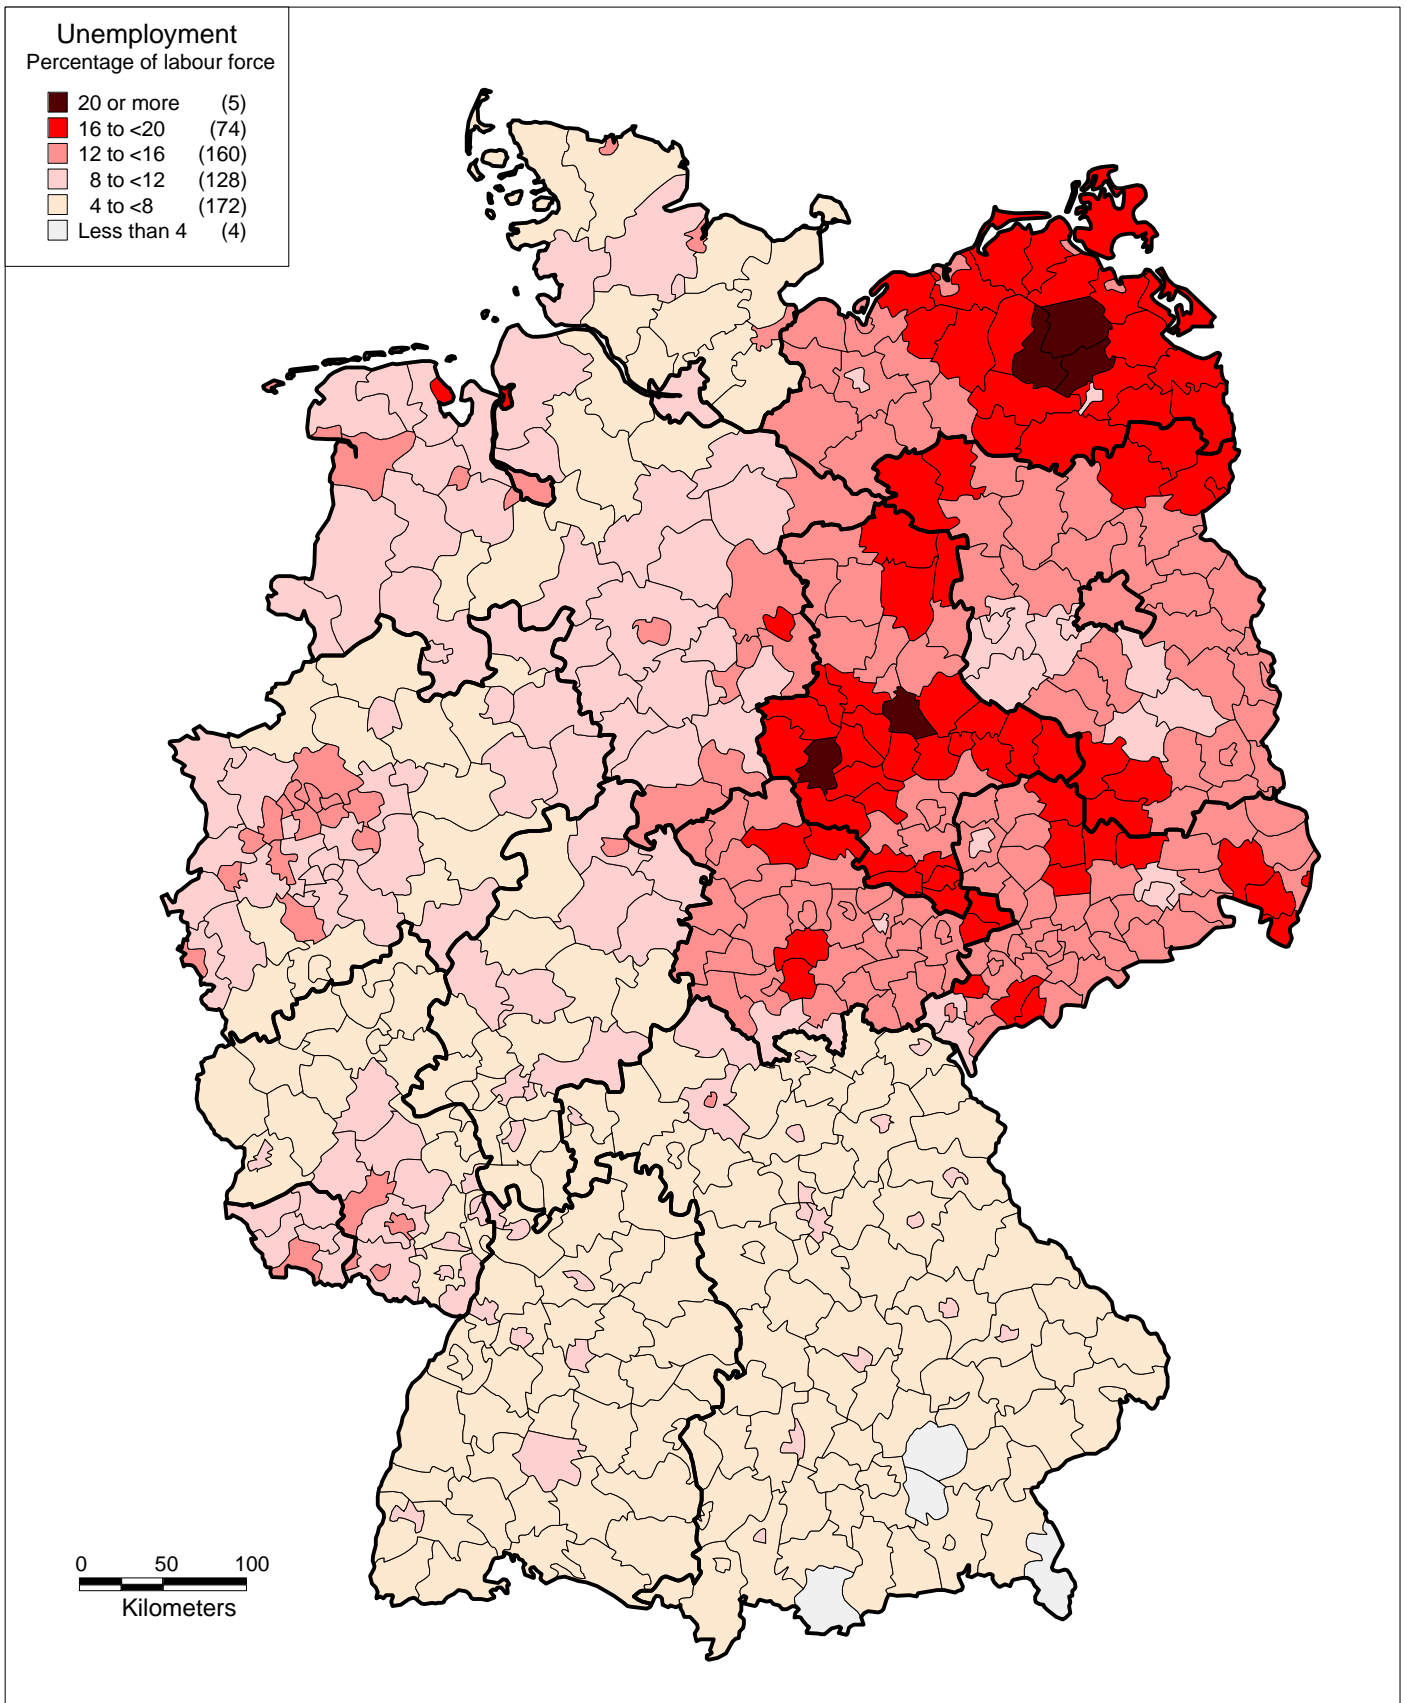 Unemployment
Percentage of labour force
20 or more (5)
16 to <20 (74)
12 to <16 (160)
8 to <12 (128)
4 to <8 (172)
Less than 4 (4)
0 50 100
Kilometers